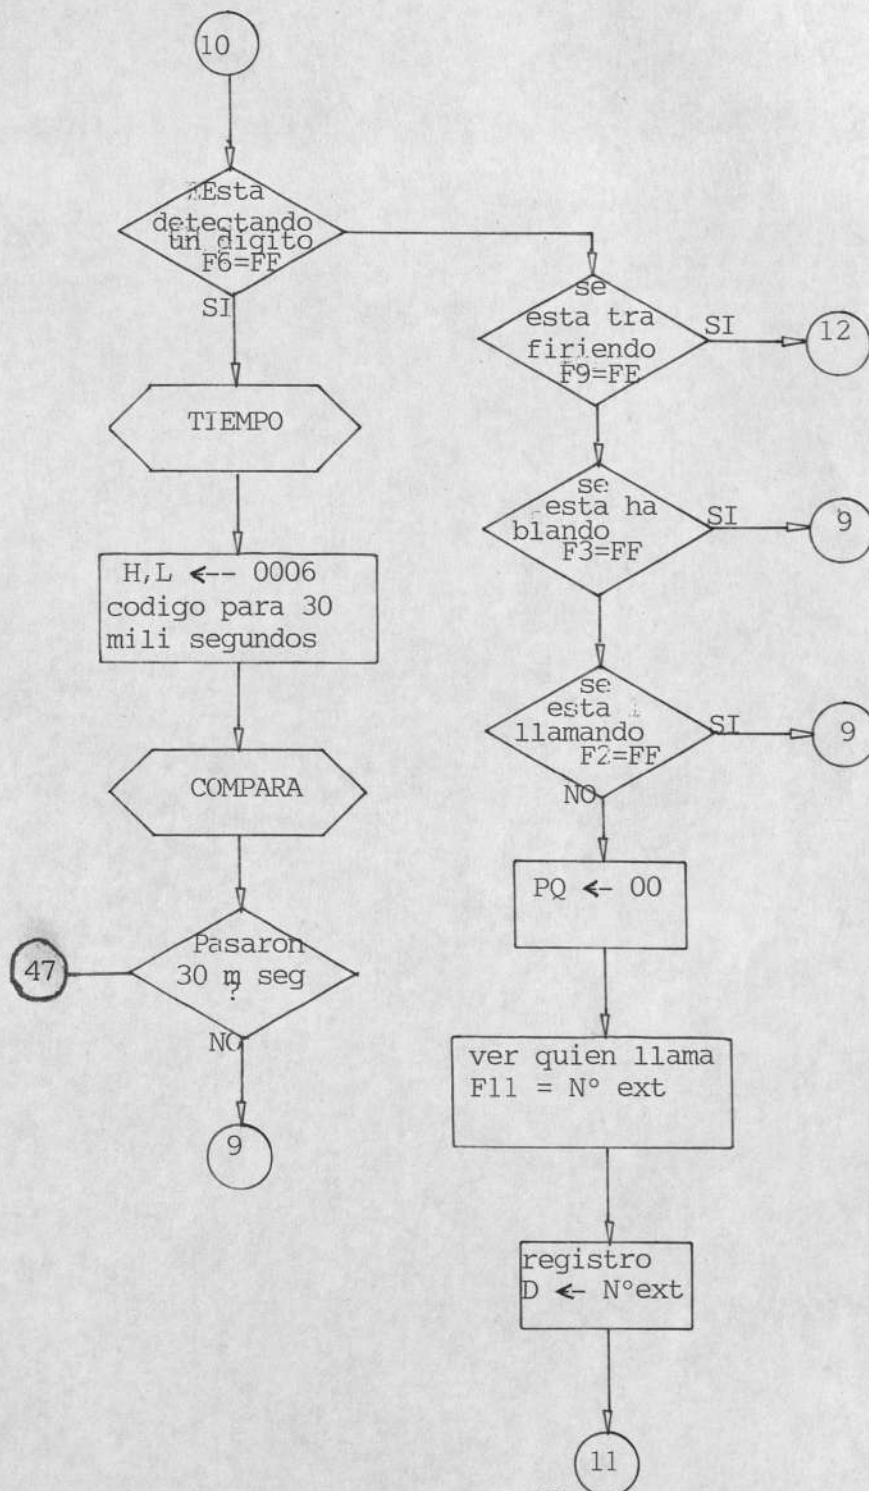 10
Esta
detectando
un digito
F6=FF
SI
TIEMPO
H,L <-- 0006
codigo para 30
mili segundos
COMPARA
Pasaron
30 m seg
?
47
NO
9
se
esta tra
firiendo
F9=FE
SI
12
se
esta ha
blando
F3=FF
SI
9
se
esta
llamando
F2=FF
SI
9
NO
PQ <- 00
ver quien llama
F11 = N° ext
registro
D <- N°ext
11